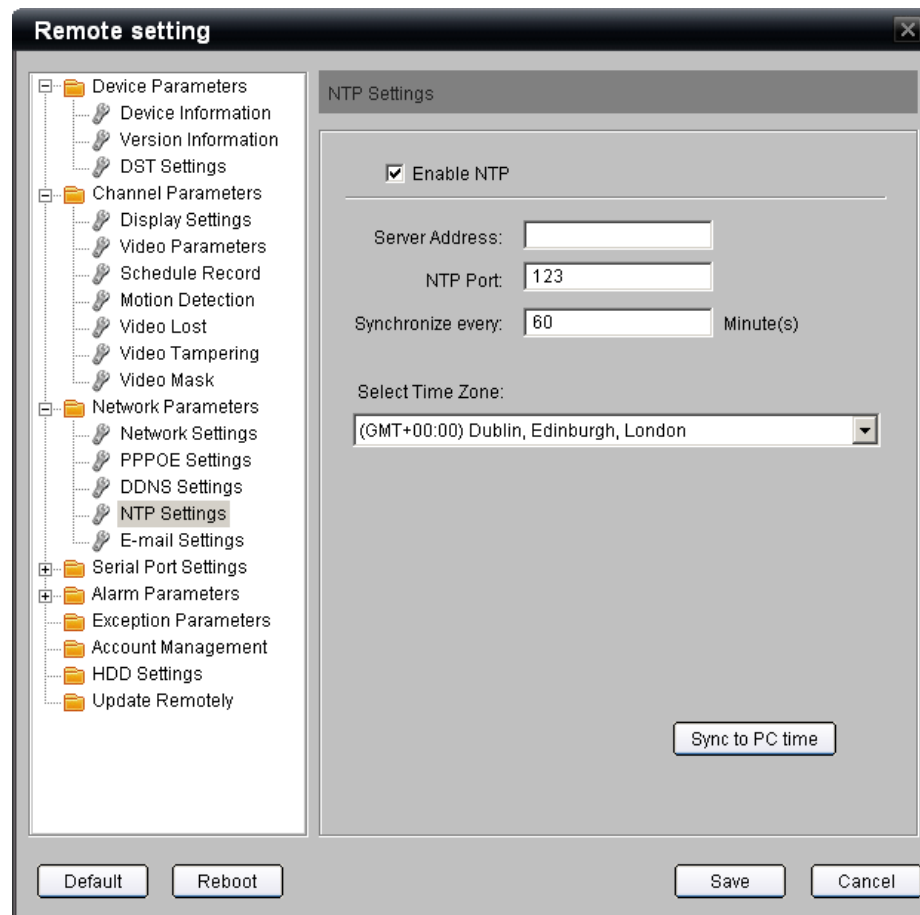 Remote setting
Device Parameters
Device Information
Version Information
DST Settings
Channel Parameters
Display Settings
Video Parameters
Schedule Record
Motion Detection
Video Lost
Video Tampering
Video Mask
Network Parameters
Network Settings
PPPOE Settings
DDNS Settings
NTP Settings
E-mail Settings
Serial Port Settings
Alarm Parameters
Exception Parameters
Account Management
HDD Settings
Update Remotely
NTP Settings
Enable NTP
Server Address:
NTP Port: 123
Synchronize every: 60 Minute(s)
Select Time Zone:
(GMT+00:00) Dublin, Edinburgh, London
Sync to PC time
Default Reboot Save Cancel